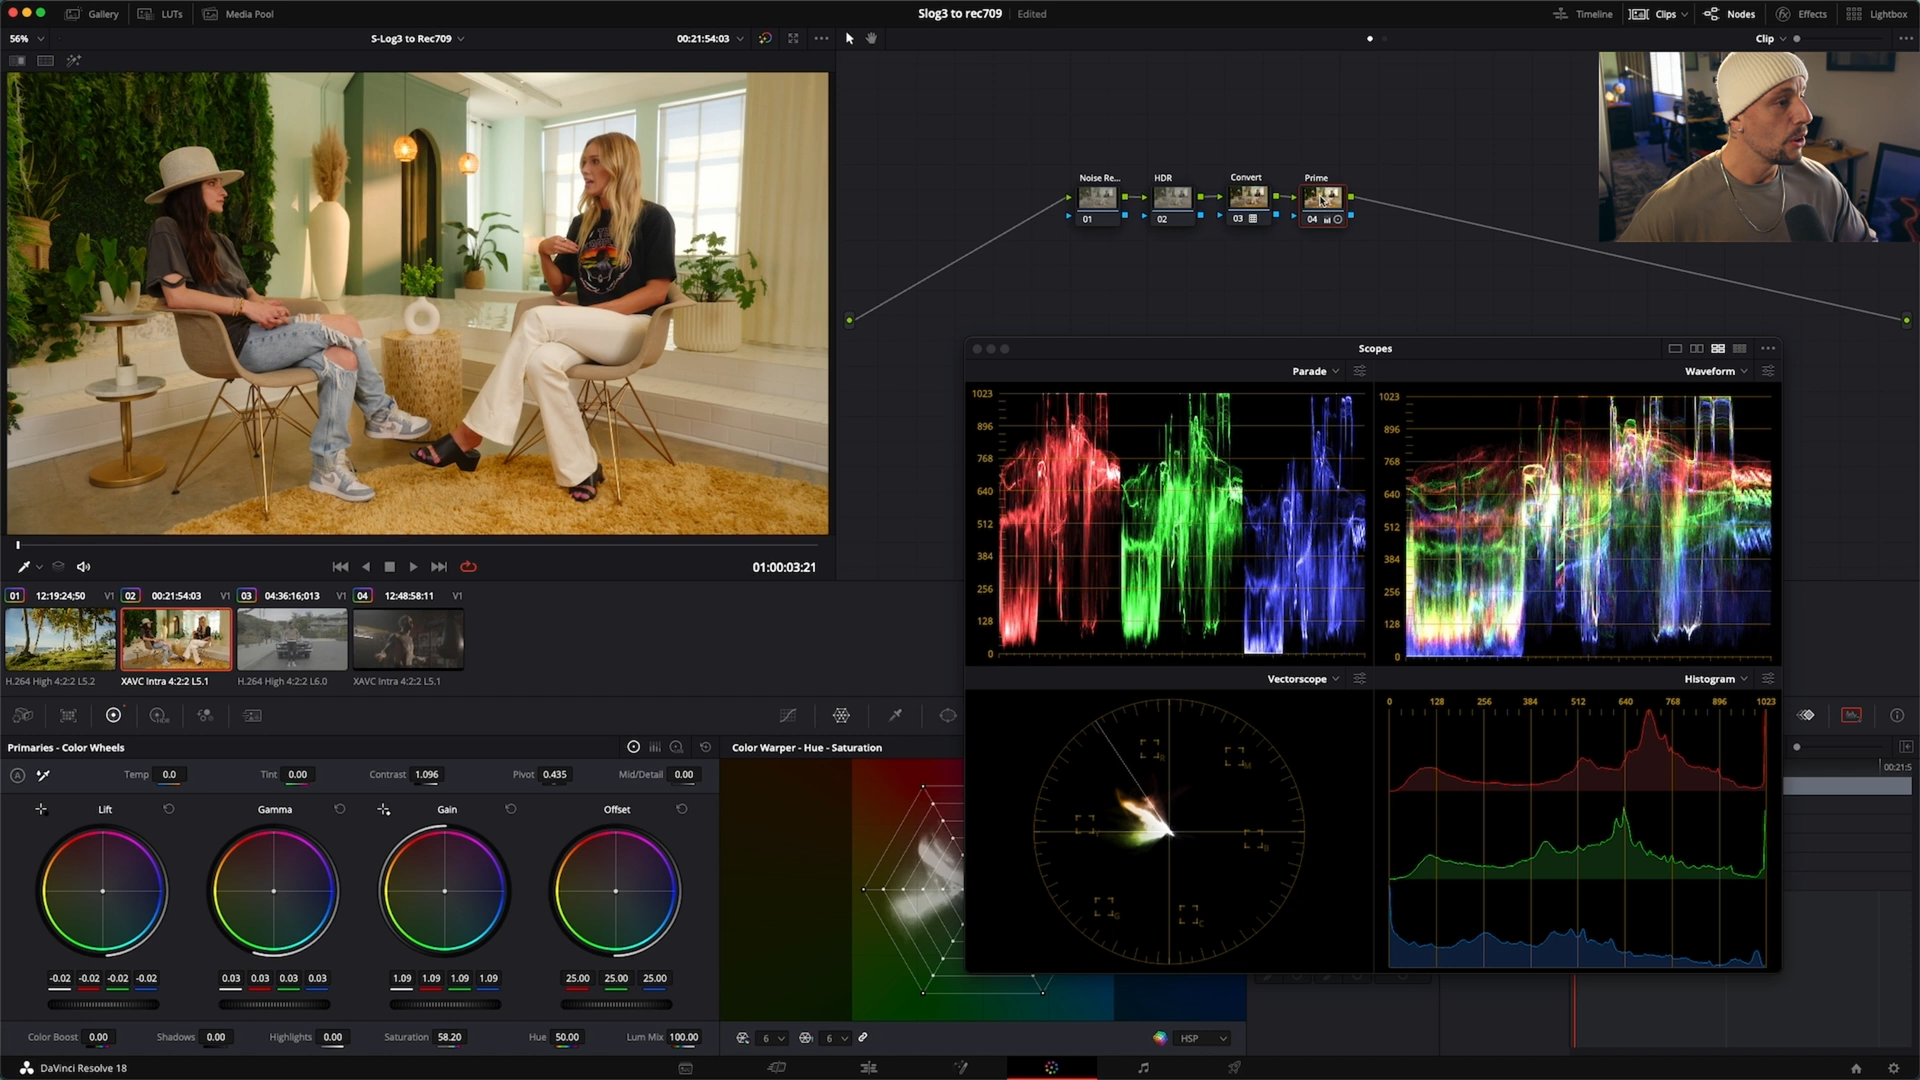 Gallery LUTs Media Pool Slog3 to rec709 Edited Timeline Clips Nodes Effects Lightbox
56% S-Log3 to Rec709 00:21:54:03 Clip
Noise Re... HDR Convert Prime
01 02 03 04
Scopes
Parade Waveform
1023 1023
896 896
768 768
640 640
512 512
384 384
256 256
128 128
0 0
01:00:03:21
01 12:19:24;50 V1 02 00:21:54:03 V1 03 04:36:16;013 V1 04 12:48:58:11 V1
H.264 High 4:2:2 L5.2 XAVC Intra 4:2:2 L5.1 H.264 High 4:2:2 L6.0 XAVC Intra 4:2:2 L5.1
Vectorscope Histogram
0 128 256 384 512 640 768 896 1023
R M B C G
HDR
Primaries - Color Wheels Color Warper - Hue - Saturation
00:21:5
A Temp 0.0 Tint 0.00 Contrast 1.096 Pivot 0.435 Mid/Detail 0.00
Lift Gamma Gain Offset
-0.02 -0.02 -0.02 -0.02 0.03 0.03 0.03 0.03 1.09 1.09 1.09 1.09 25.00 25.00 25.00
Color Boost 0.00 Shadows 0.00 Highlights 0.00 Saturation 58.20 Hue 50.00 Lum Mix 100.00 6 6 HSP
DaVinci Resolve 18